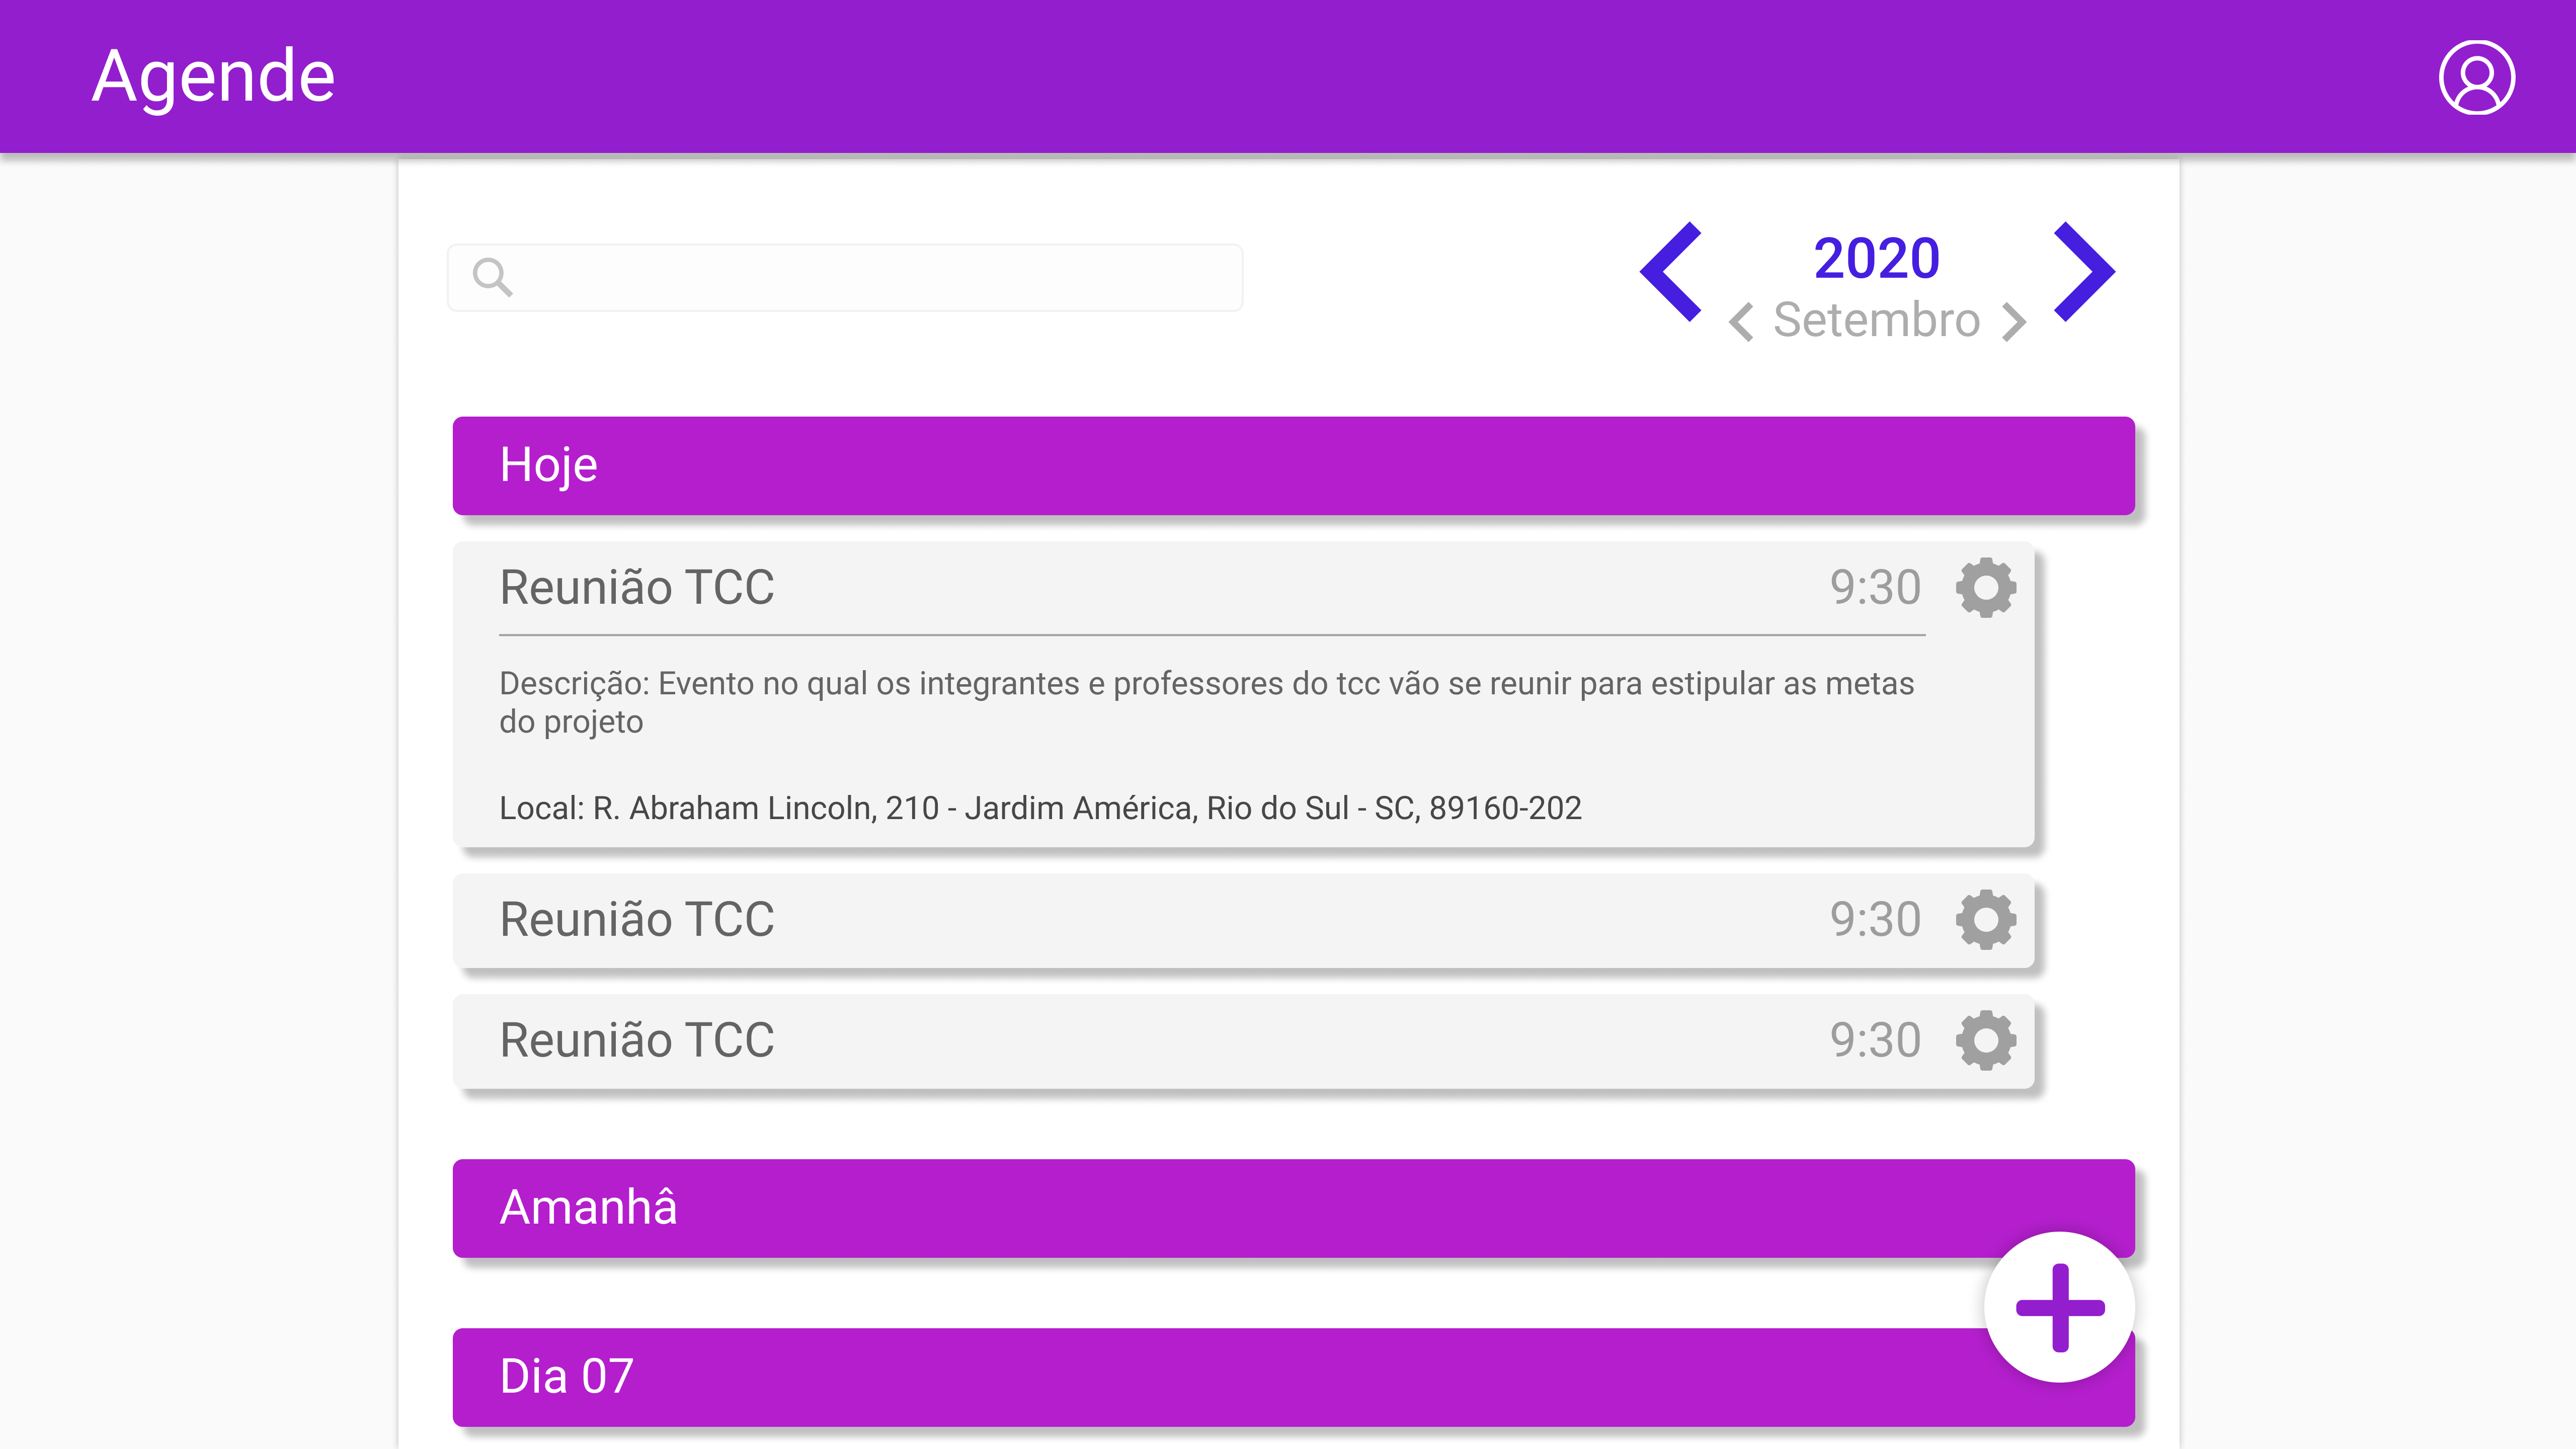 Agende
2020
Setembro
Hoje
Reunião TCC 9:30
Descrição: Evento no qual os integrantes e professores do tcc vão se reunir para estipular as metas
do projeto
Local: R. Abraham Lincoln, 210 - Jardim América, Rio do Sul - SC, 89160-202
Reunião TCC 9:30
Reunião TCC 9:30
Amanhâ
Dia 07